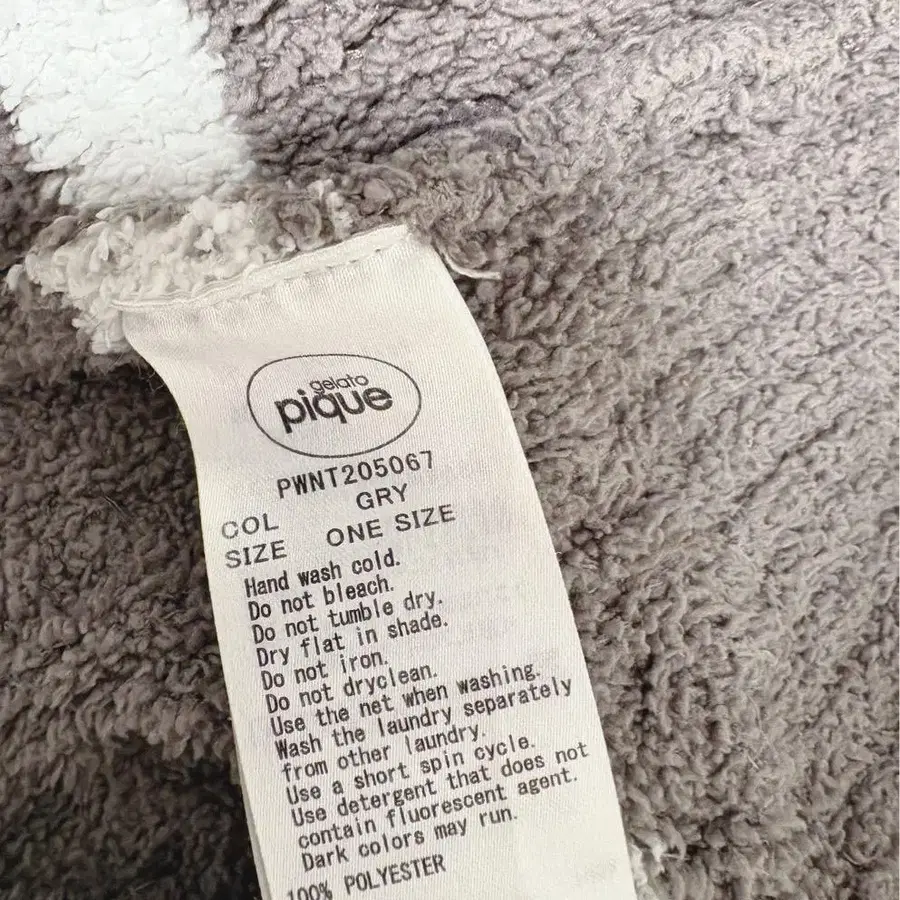 gelato
pique
PWNT205067
COL GRY
SIZE ONE SIZE
Hand wash cold.
Do not bleach.
Do not tumble dry.
Dry flat in shade.
Do not iron.
Do not dryclean.
Use the net when washing.
Wash the laundry separately
from other laundry.
Use a short spin cycle.
Use detergent that does not
contain fluorescent agent.
Dark colors may run.
100% POLYESTER